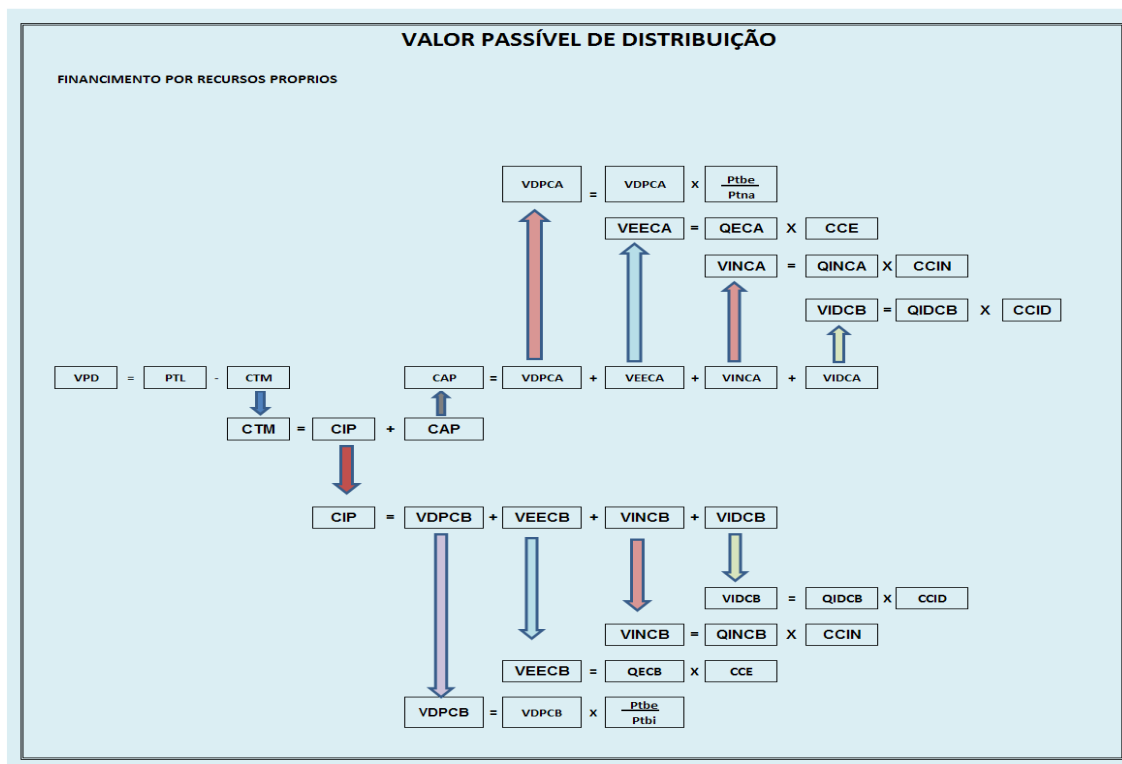 VALOR PASSÍVEL DE DISTRIBUIÇÃO
FINANCIMENTO POR RECURSOS PROPRIOS
VDPCA = VDPCA X Ptbe
Ptna
VEECA = QECA X CCE
VINCA = QINCA X CCIN
VIDCB = QIDCB X CCID
VPD = PTL - CTM CAP = VDPCA + VEECA + VINCA + VIDCA
CTM = CIP + CAP
CIP = VDPCB + VEECB + VINCB + VIDCB
VIDCB = QIDCB X CCID
VINCB = QINCB X CCIN
VEECB = QECB X CCE
VDPCB = VDPCB X Ptbe
Ptbi